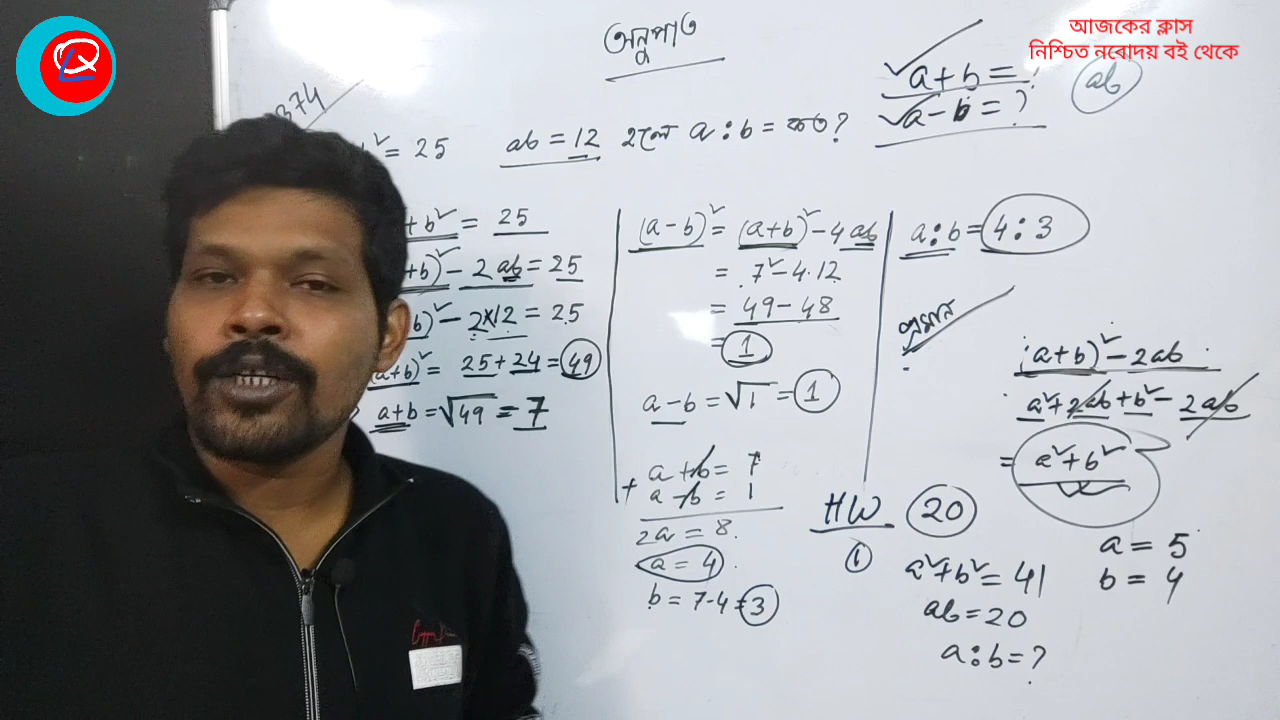 আজকের ক্লাস
নিশ্চিত নবোদয় বই থেকে
অনুপাত
a + b =
a - b = ?
ab
374
² = 25 ab = 12 হলে a : b = কত?
+ b² = 25
+b)² - 2ab = 25
b)² - 2×12 = 25
(a+b)² = 25 + 24 = 49
a+b = √49 = 7
(a-b)² = (a+b)² - 4ab
= 7² - 4.12
= 49 - 48
= 1
a - b = √1 = 1
a + b = 7
+ a - b = 1
2a = 8
a = 4
b = 7-4 = 3
a : b = 4 : 3
প্রমান
(a+b)² - 2ab
a² + 2ab + b² - 2ab
= a² + b²
HW 20
1
a² + b² = 41
ab = 20
a : b = ?
a = 5
b = 4